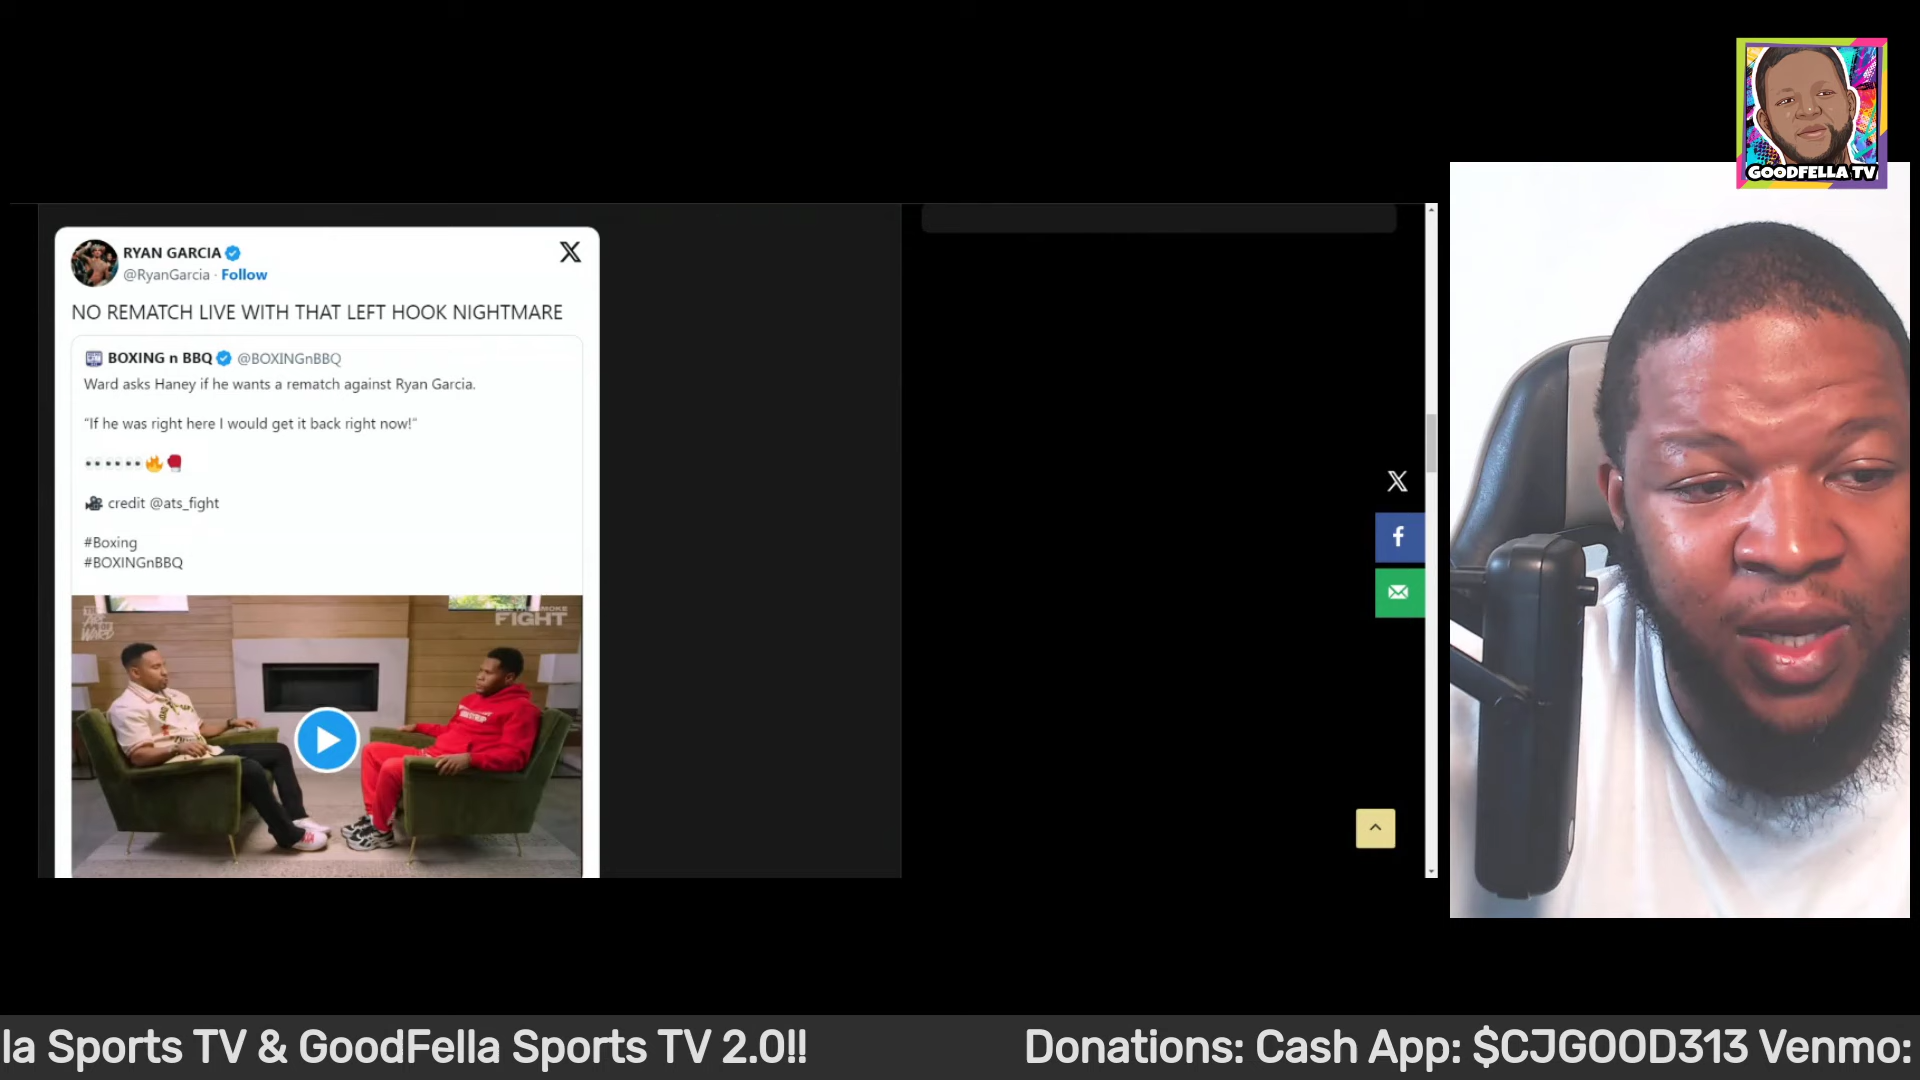 GOODFELLA TV
RYAN GARCIA
@RyanGarcia · Follow
NO REMATCH LIVE WITH THAT LEFT HOOK NIGHTMARE
BOXING n BBQ @BOXINGnBBQ
Ward asks Haney if he wants a rematch against Ryan Garcia.
"If he was right here I would get it back right now!"
credit @ats_fight
#Boxing
#BOXINGnBBQ
FIGHT
la Sports TV & GoodFella Sports TV 2.0!! Donations: Cash App: $CJGOOD313 Venmo: